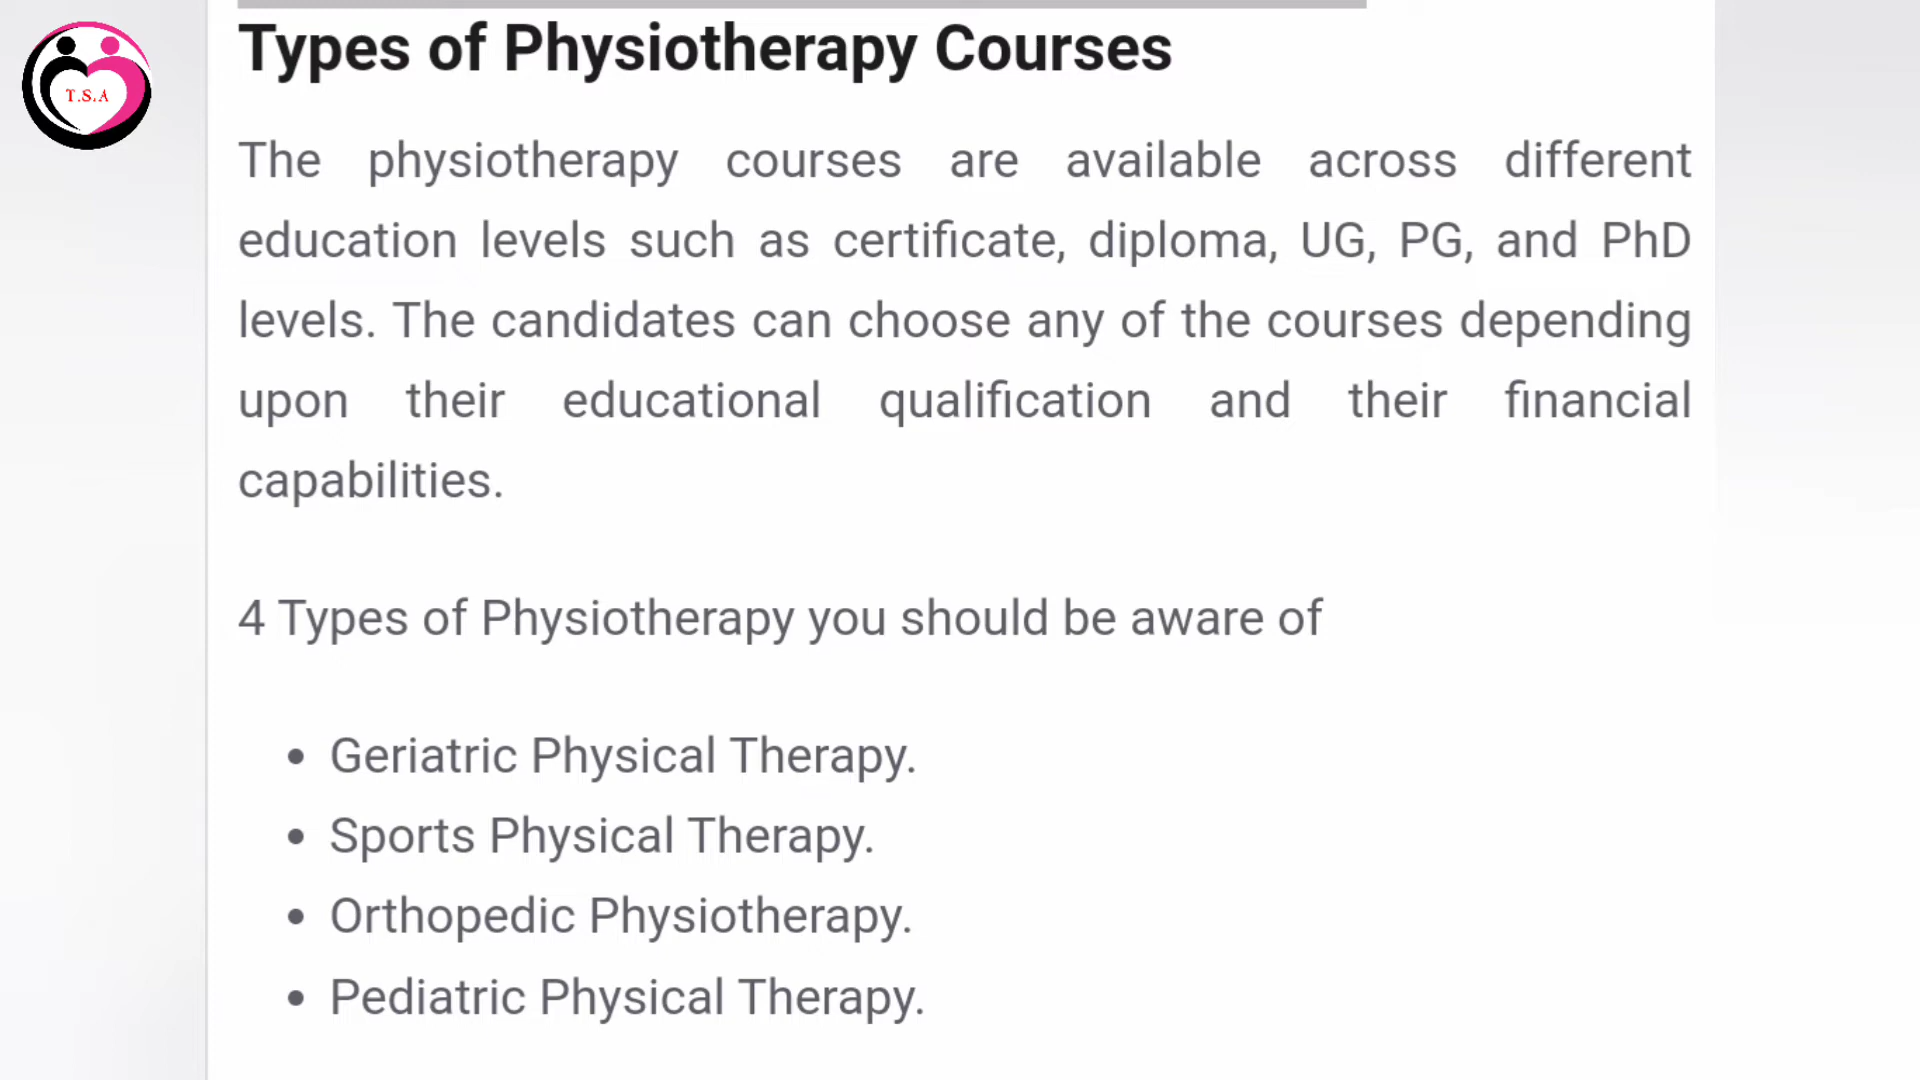 T.S.A
Types of Physiotherapy Courses
The physiotherapy courses are available across different
education levels such as certificate, diploma, UG, PG, and PhD
levels. The candidates can choose any of the courses depending
upon their educational qualification and their financial
capabilities.
4 Types of Physiotherapy you should be aware of
• Geriatric Physical Therapy.
• Sports Physical Therapy.
• Orthopedic Physiotherapy.
• Pediatric Physical Therapy.